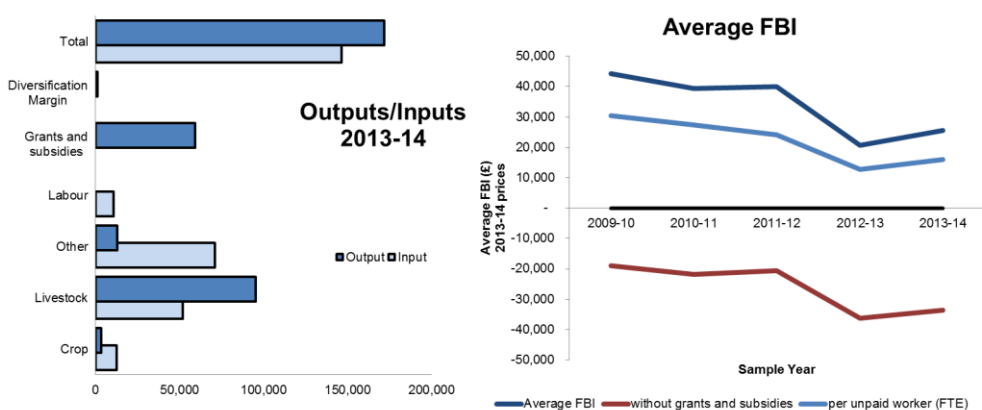 Total
Diversification
Margin
Grants and
subsidies
Labour
Other
Livestock
Crop
Outputs/Inputs
2013-14
Output Input
0 50,000 100,000 150,000 200,000
Average FBI
Average FBI (£)
2013-14 prices
50,000
40,000
30,000
20,000
10,000
-
-10,000
-20,000
-30,000
-40,000
-50,000
2009-10 2010-11 2011-12 2012-13 2013-14
Sample Year
Average FBI without grants and subsidies per unpaid worker (FTE)